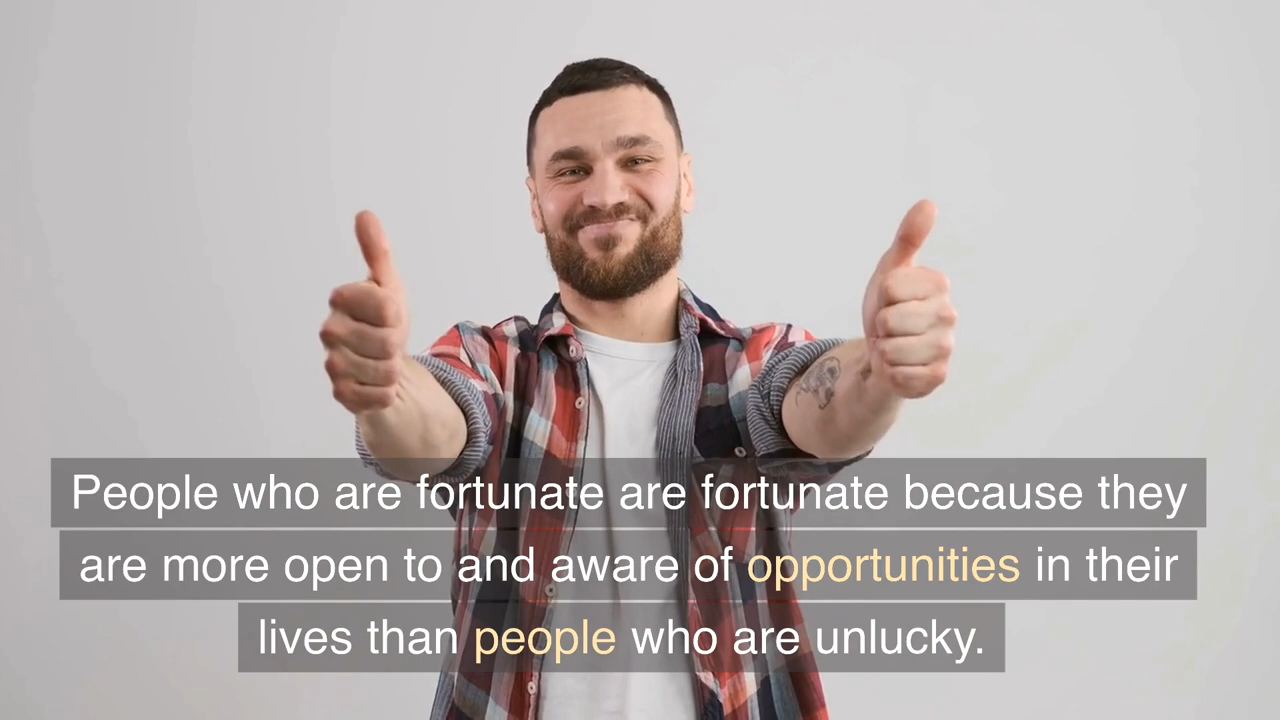 People who are fortunate are fortunate because they
are more open to and aware of opportunities in their
lives than people who are unlucky.